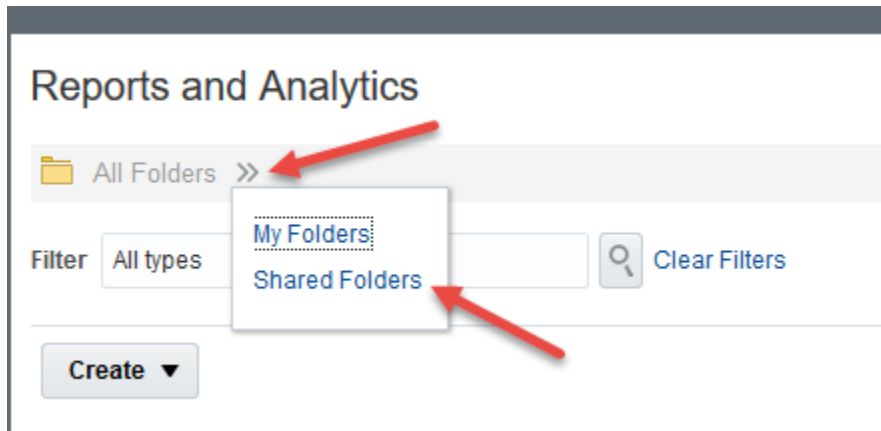 Reports and Analytics
All Folders »
My Folders
Filter All types Clear Filters
Shared Folders
Create ▼